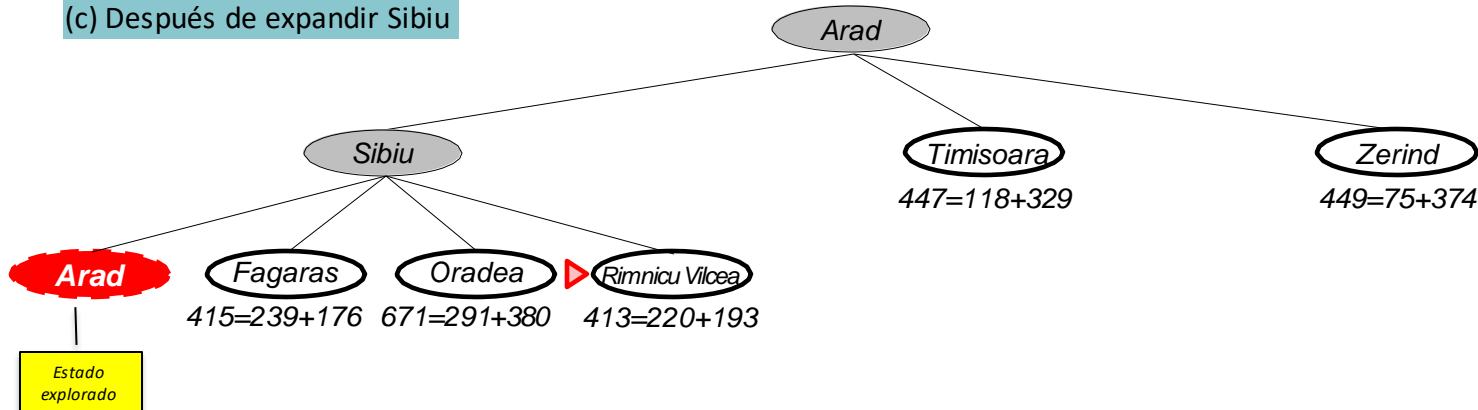 (c) Después de expandir Sibiu
Arad
Sibiu
Timisoara
Zerind
447=118+329
449=75+374
Arad
Fagaras
Oradea
Rimnicu Vilcea
415=239+176
671=291+380
413=220+193
Estado
explorado